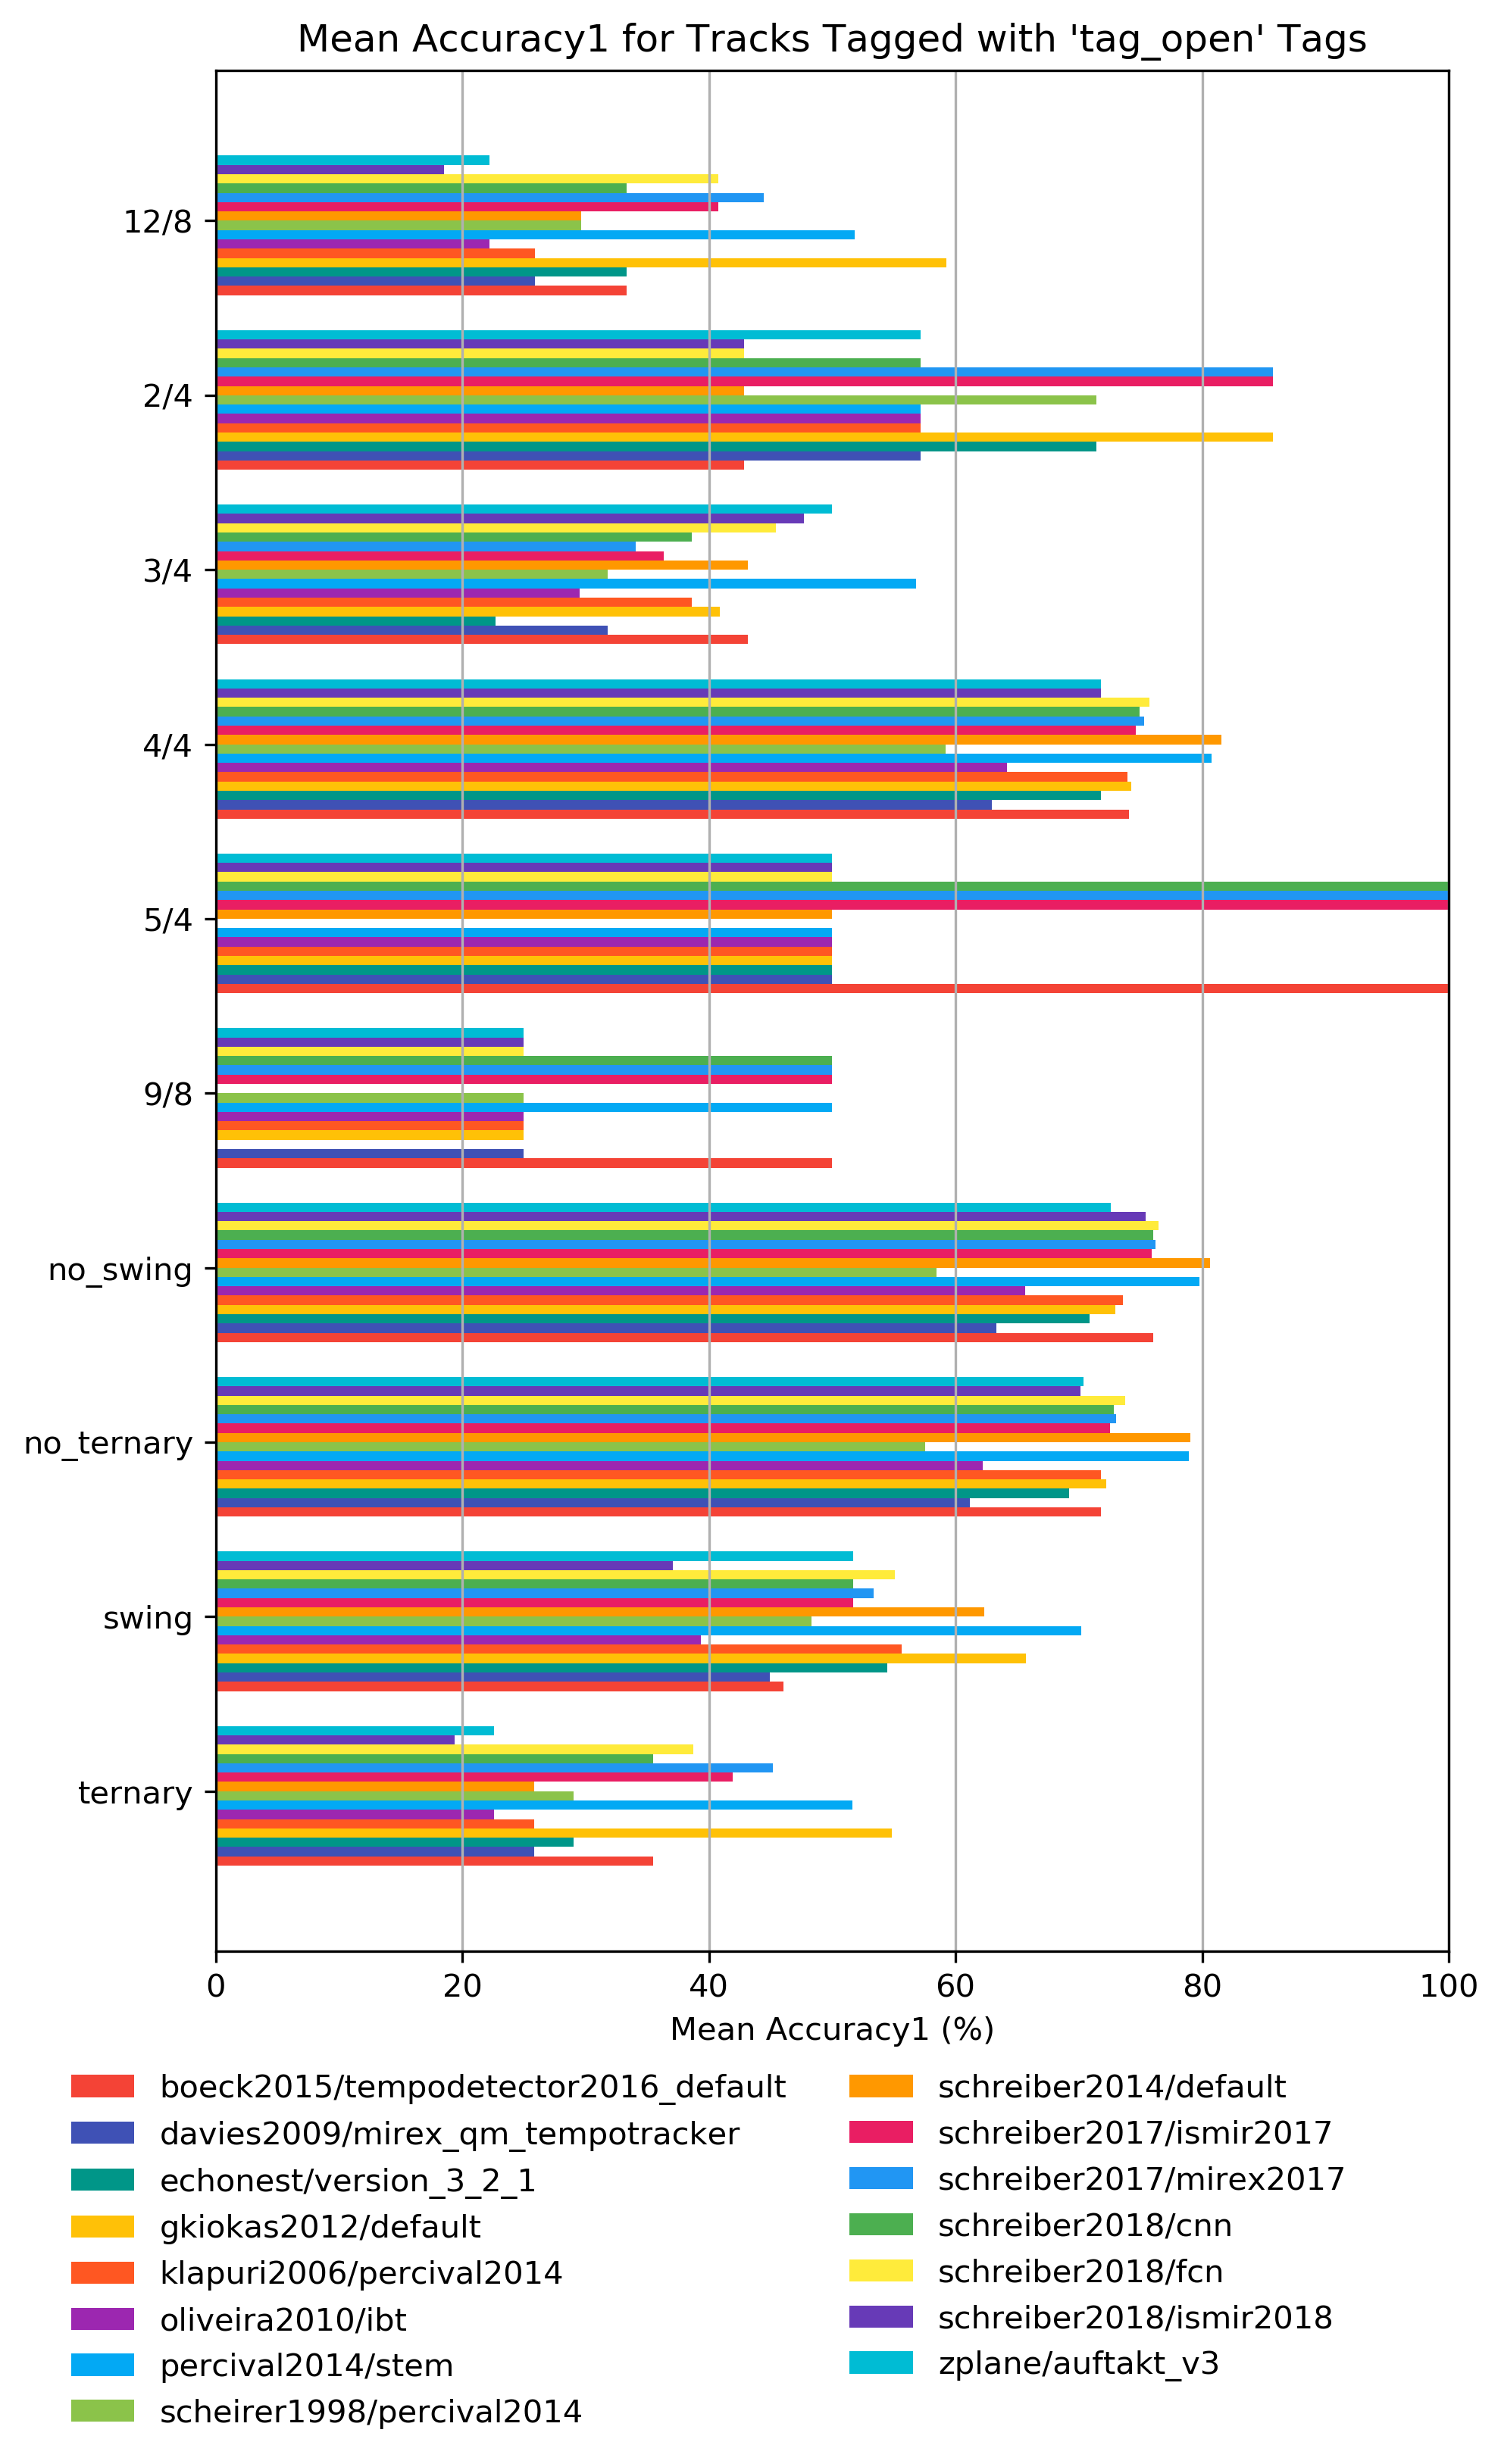 Mean Accuracy1 for Tracks Tagged with 'tag_open' Tags
12/8
2/4
3/4
4/4
5/4
9/8
no_swing
no_ternary
swing
ternary
0 20 40 60 80 100
Mean Accuracy1 (%)
boeck2015/tempodetector2016_default
davies2009/mirex_qm_tempotracker
echonest/version_3_2_1
gkiokas2012/default
klapuri2006/percival2014
oliveira2010/ibt
percival2014/stem
scheirer1998/percival2014
schreiber2014/default
schreiber2017/ismir2017
schreiber2017/mirex2017
schreiber2018/cnn
schreiber2018/fcn
schreiber2018/ismir2018
zplane/auftakt_v3